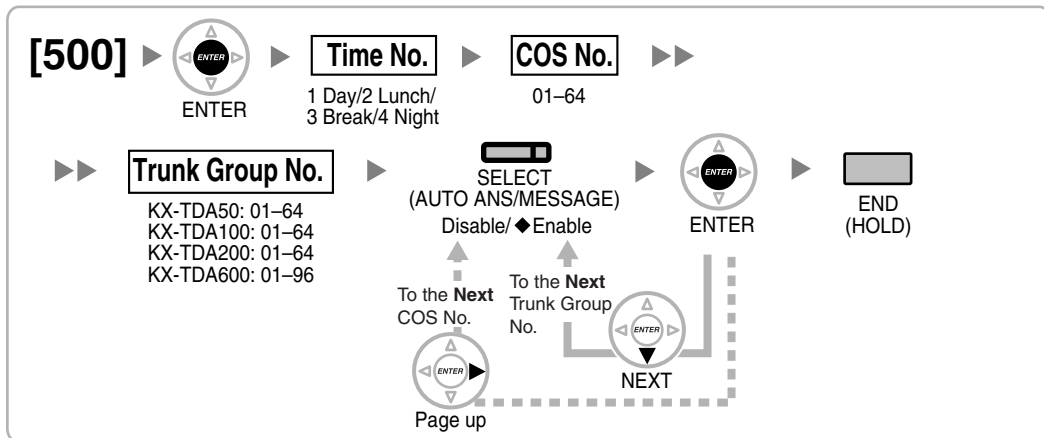 [500]
ENTER
ENTER
Time No.
1 Day/2 Lunch/
3 Break/4 Night
COS No.
01–64
Trunk Group No.
KX-TDA50: 01–64
KX-TDA100: 01–64
KX-TDA200: 01–64
KX-TDA600: 01–96
SELECT
(AUTO ANS/MESSAGE)
Disable/ ◆Enable
ENTER
ENTER
END
(HOLD)
To the Next
COS No.
ENTER
Page up
To the Next
Trunk Group
No.
ENTER
NEXT